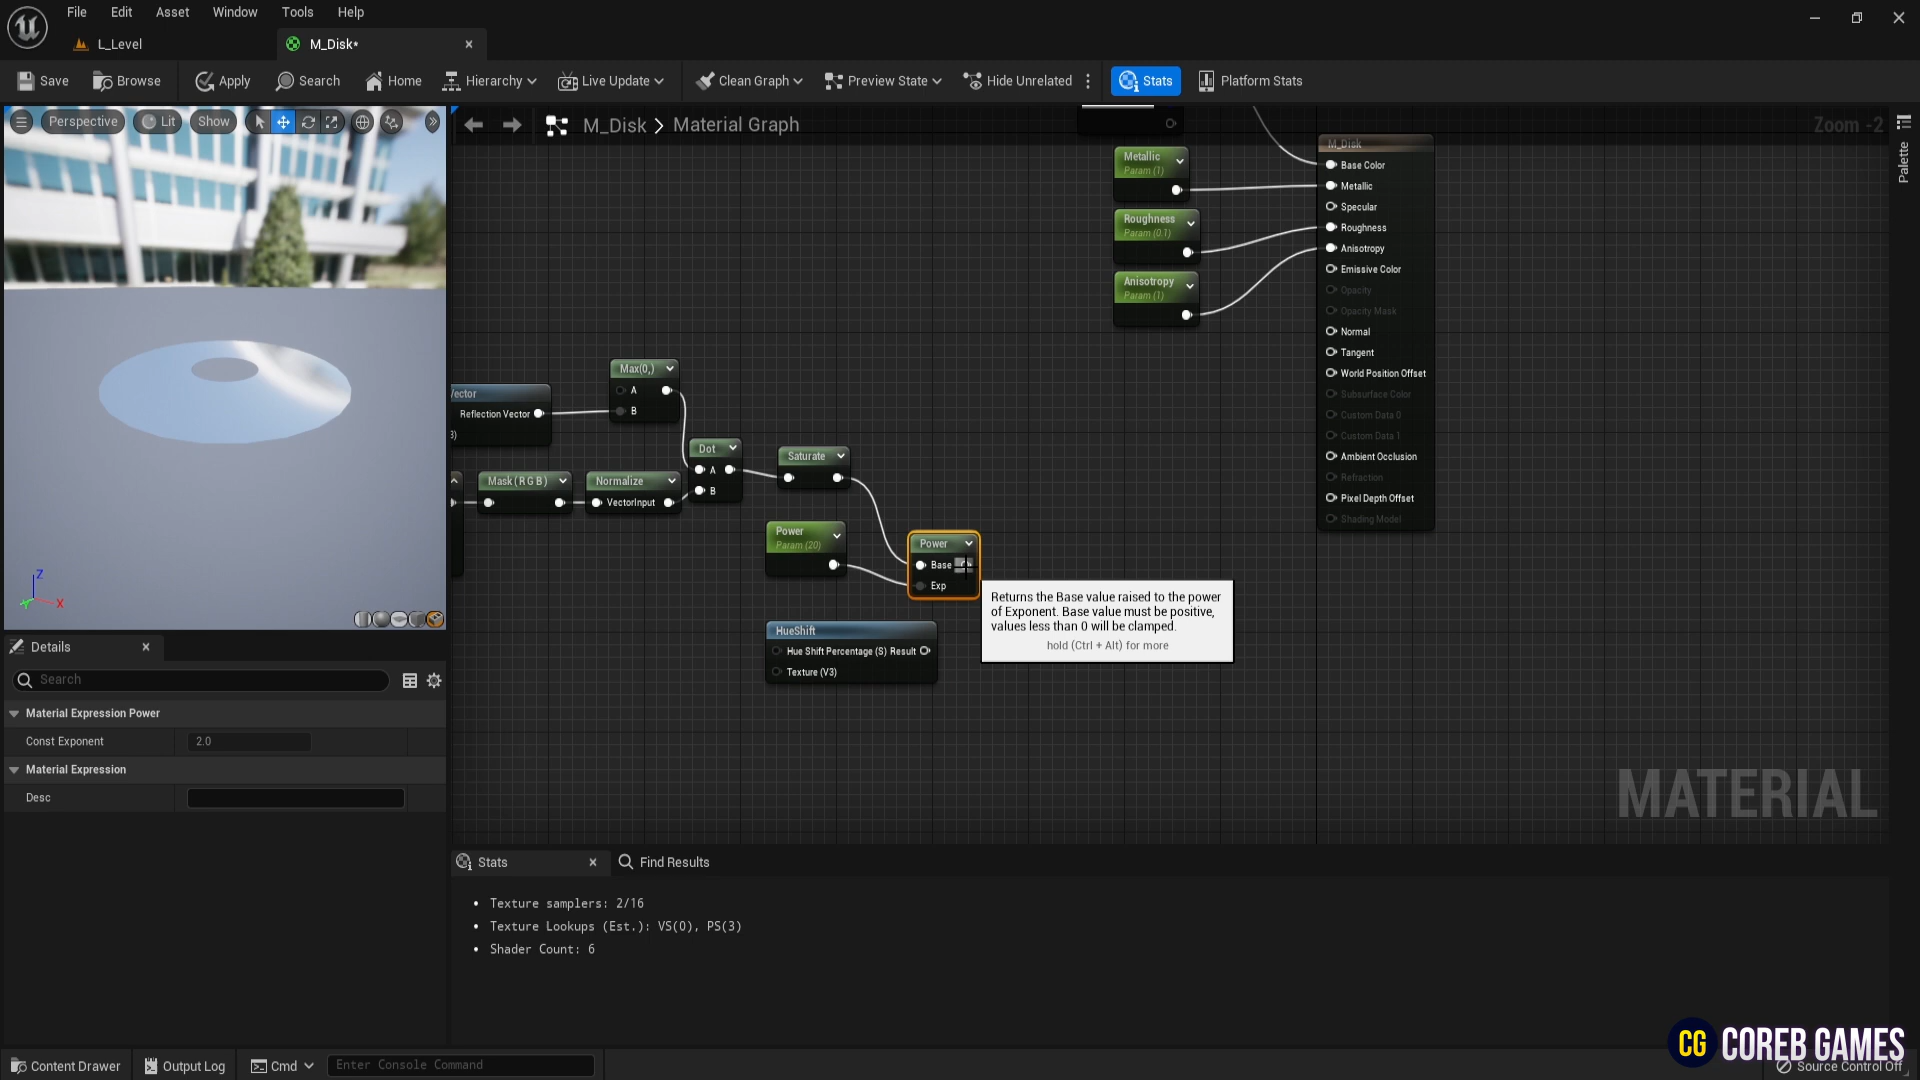 File Edit Asset Window Tools Help
L_Level
M_Disk*
Save Browse Apply Search Home Hierarchy Live Update Clean Graph Preview State Hide Unrelated Stats Platform Stats
Perspective Lit Show
M_Disk > Material Graph
Zoom -2
Palette
Metallic
Param (1)
Roughness
Param (0.1)
Anisotropy
Param (1)
M_Disk
Base Color
Metallic
Specular
Roughness
Anisotropy
Emissive Color
Opacity
Opacity Mask
Normal
Tangent
World Position Offset
Subsurface Color
Custom Data 0
Custom Data 1
Ambient Occlusion
Refraction
Pixel Depth Offset
Shading Model
Vector
Reflection Vector
3)
Max(0,)
A
B
Dot
A
B
Saturate
Mask ( R G B )
Normalize
VectorInput
Power
Param (20)
Power
Base
Exp
Returns the Base value raised to the power
of Exponent. Base value must be positive,
values less than 0 will be clamped.
hold (Ctrl + Alt) for more
HueShift
Hue Shift Percentage (S) Result
Texture (V3)
Z
X
MATERIAL
Details
Search
Material Expression Power
Const Exponent 2.0
Material Expression
Desc
Stats
Find Results
• Texture samplers: 2/16
• Texture Lookups (Est.): VS(0), PS(3)
• Shader Count: 6
CG COREB GAMES
Content Drawer Output Log Cmd Enter Console Command Source Control Off